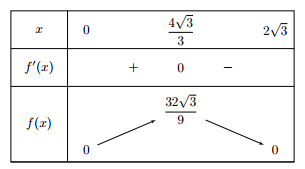 x 0 4√3/3 2√3
f′(x) + 0 −
32√3/9
f(x)
0 0